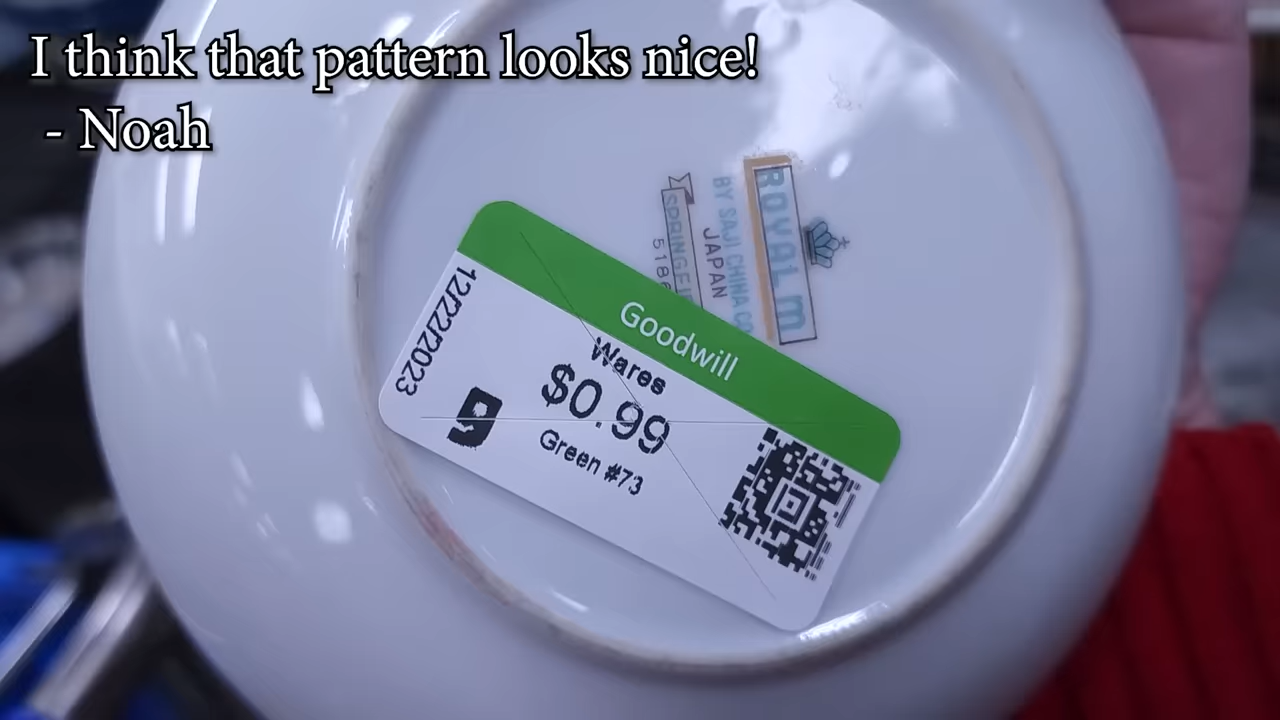 I think that pattern looks nice!
- Noah
ROYAL m
BY SAJI CHINA CO
JAPAN
518
Goodwill
Wares
$0.99
Green #73
12/22/2023
g